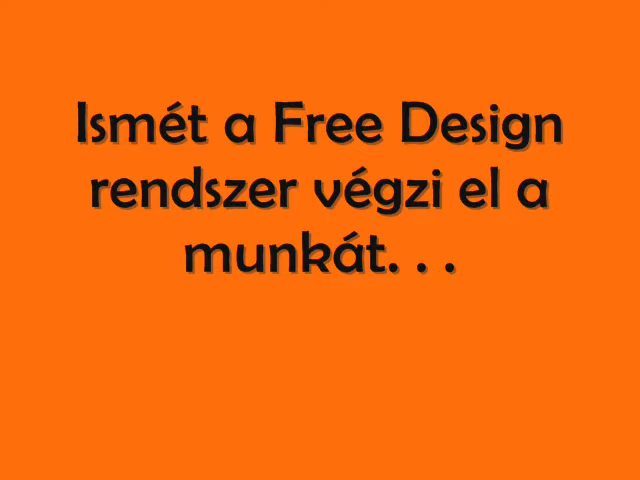 Ismét a Free Design
rendszer végzi el a
munkát. . .